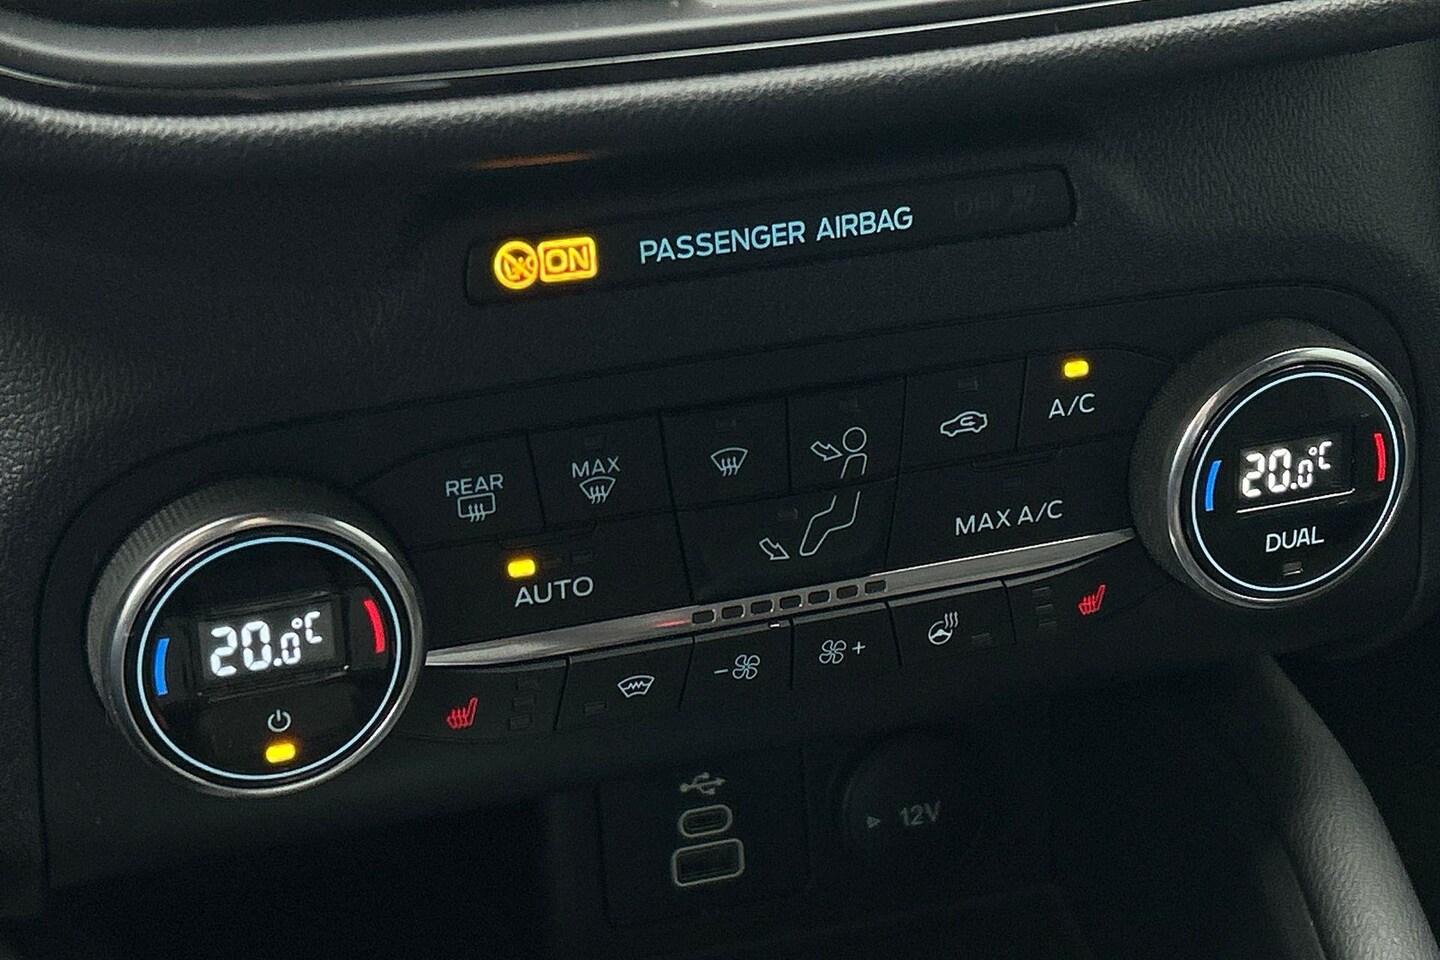 ON PASSENGER AIRBAG
REAR
MAX
A/C
AUTO
MAX A/C
20.0°C
20.0°C
DUAL
- +
12V